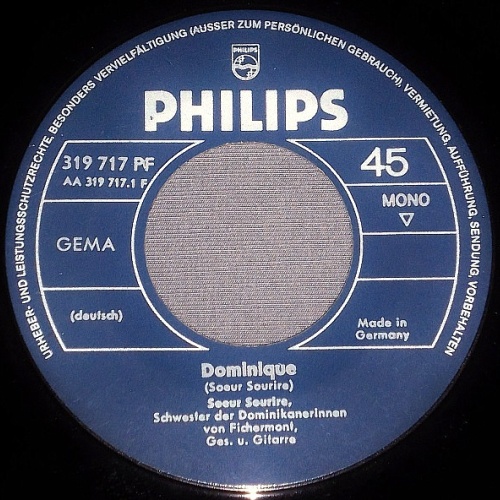 URHEBER- UND LEISTUNGSSCHUTZRECHTE, BESONDERS VERVIELFÄLTIGUNG (AUSSER ZUM PERSÖNLICHEN GEBRAUCH), VERMIETUNG, AUFFÜHRUNG, SENDUNG, VORBEHALTEN
PHILIPS
PHILIPS
319 717 PF
AA 319 717.1 F
45
MONO
GEMA
(deutsch)
Made in
Germany
Dominique
(Soeur Sourire)
Soeur Sourire,
Schwester der Dominikanerinnen
von Fichermont,
Ges. u. Gitarre